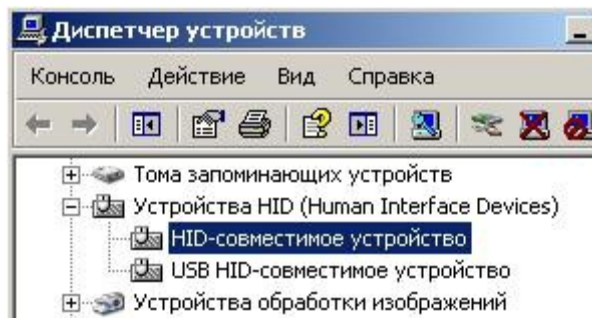 Диспетчер устройств
Консоль Действие Вид Справка
Тома запоминающих устройств
Устройства HID (Human Interface Devices)
HID-совместимое устройство
USB HID-совместимое устройство
Устройства обработки изображений